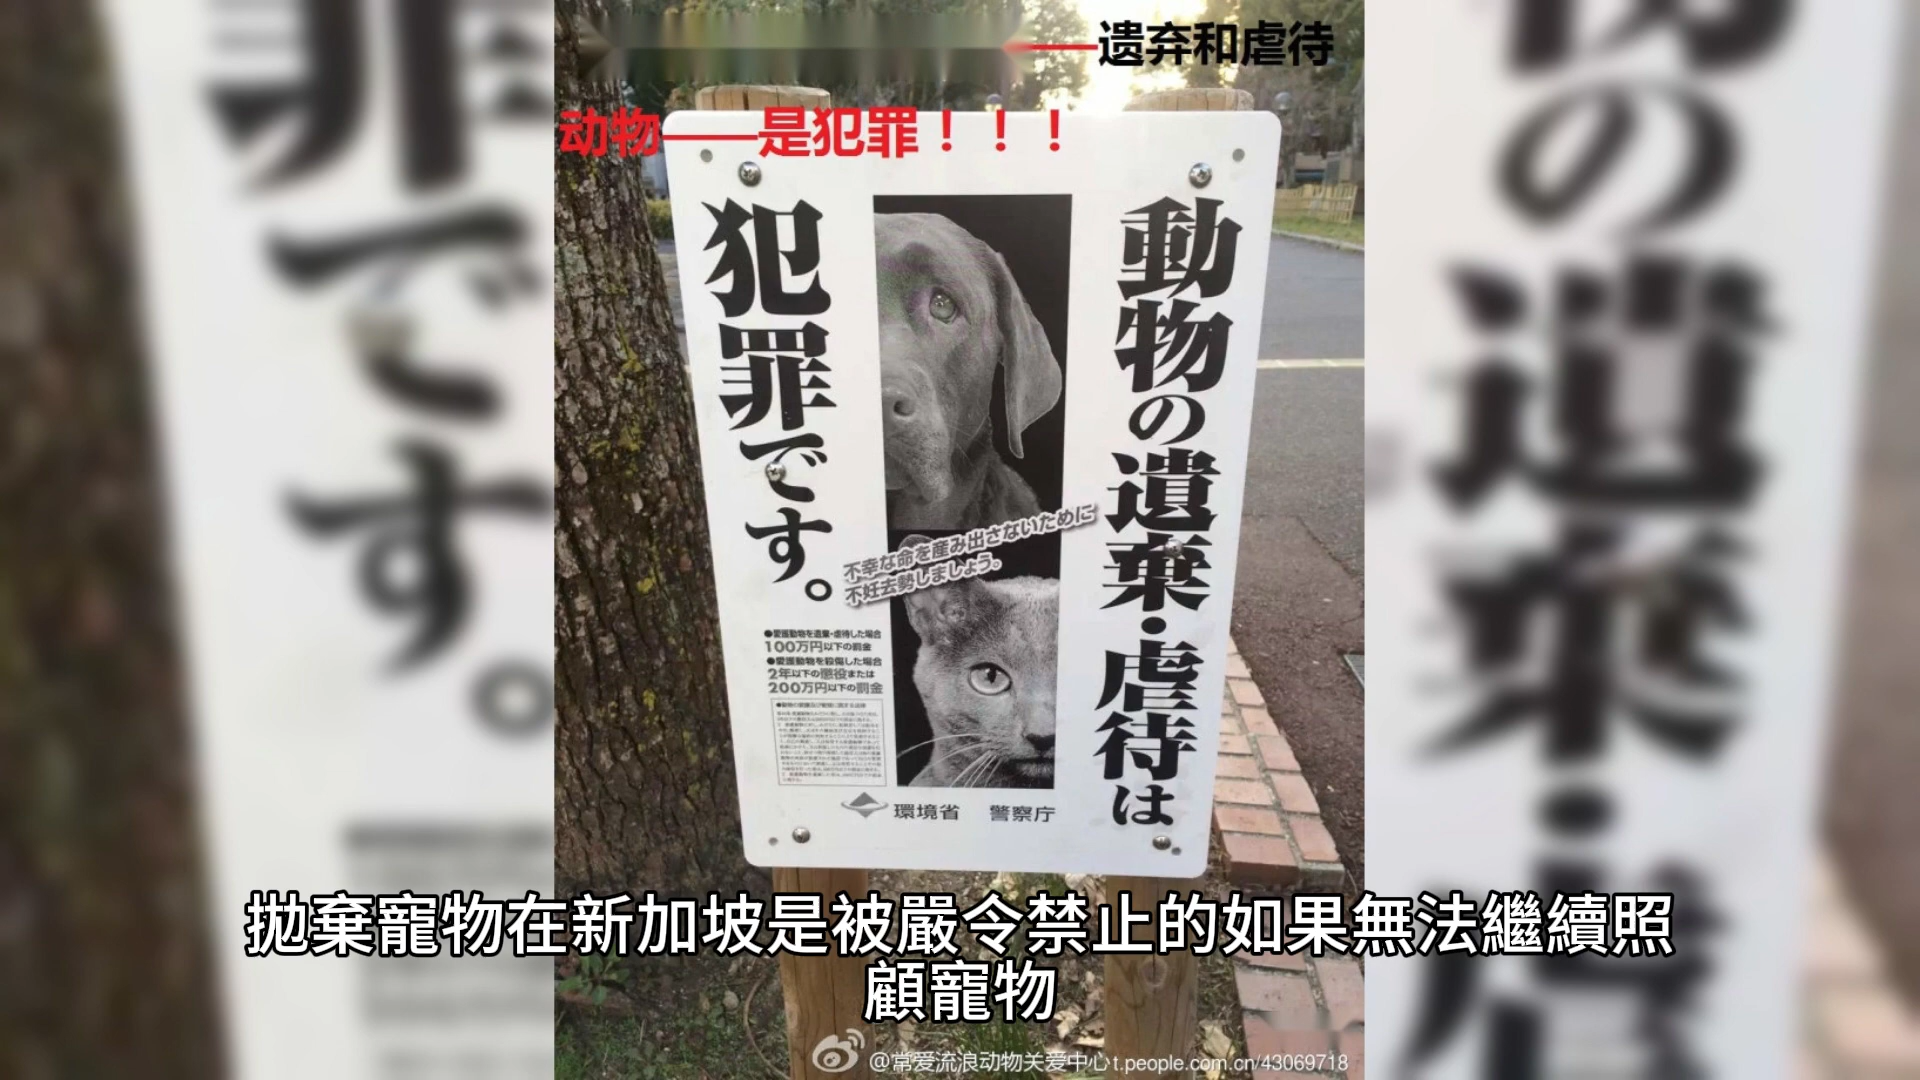 ——遗弃和虐待
动物——是犯罪！！！
動物の遺棄・虐待は
犯罪です。
不幸な命を産み出さないために
不妊去勢しましょう。
●愛護動物を遺棄・虐待した場合
100万円以下の罰金
●愛護動物を殺傷した場合
2年以下の懲役または
200万円以下の罰金
環境省 警察庁
拋棄寵物在新加坡是被嚴令禁止的如果無法繼續照
顧寵物
@常爱流浪动物关爱中心t.people.com.cn/43069718